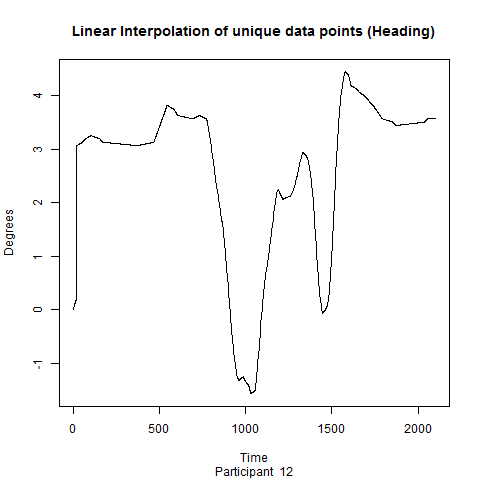 Linear Interpolation of unique data points (Heading)
Degrees
4
3
2
1
0
-1
0 500 1000 1500 2000
Time
Participant 12